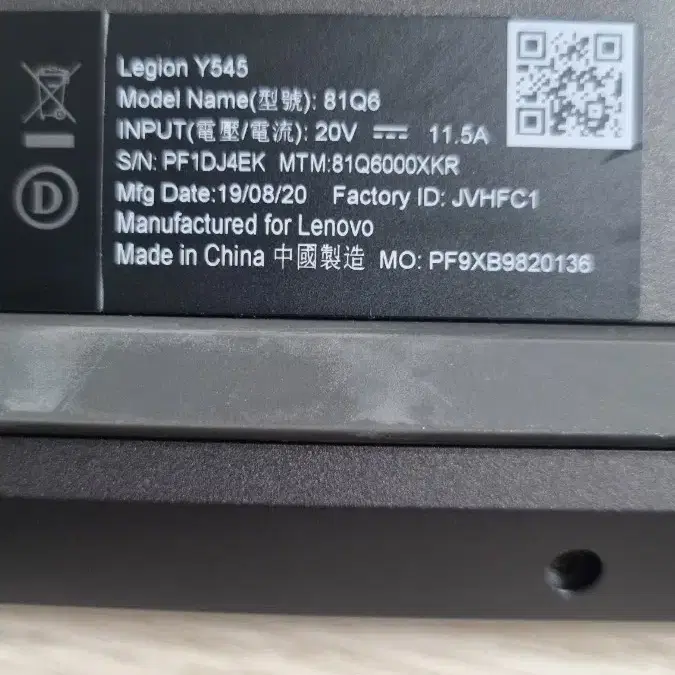 Legion Y545
Model Name(型號): 81Q6
INPUT(電壓/電流): 20V ⎓ 11.5A
S/N: PF1DJ4EK MTM:81Q6000XKR
Mfg Date:19/08/20 Factory ID: JVHFC1
Manufactured for Lenovo
Made in China 中國製造 MO: PF9XB9820136
D